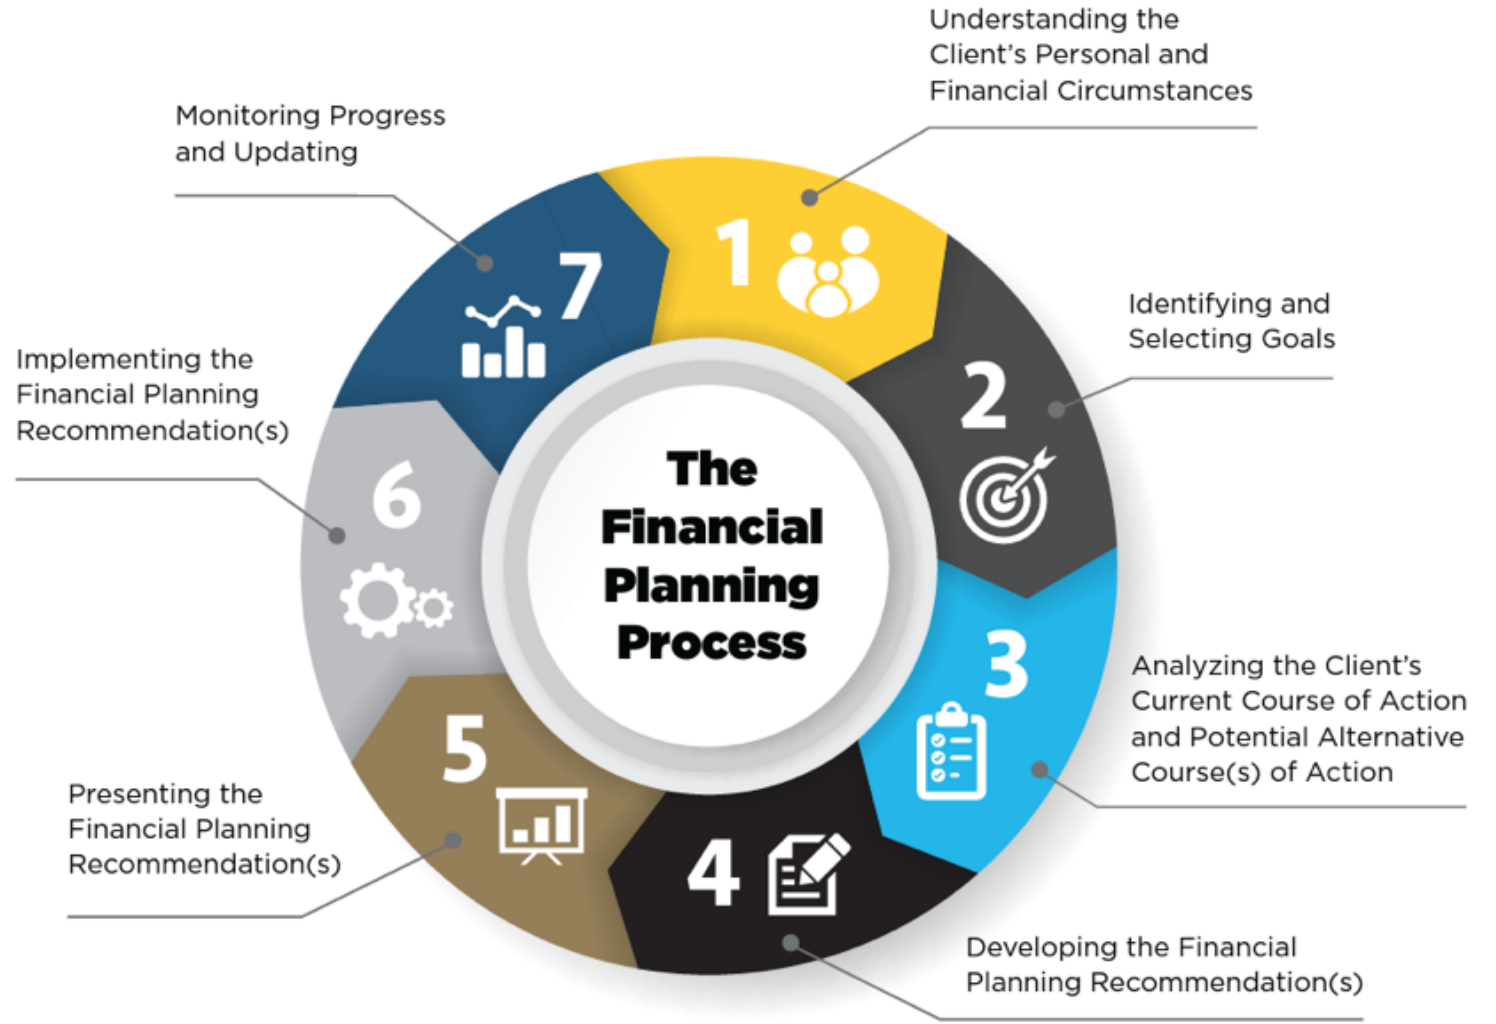 The
Financial
Planning
Process
1
Understanding the
Client's Personal and
Financial Circumstances
2
Identifying and
Selecting Goals
3
Analyzing the Client's
Current Course of Action
and Potential Alternative
Course(s) of Action
4
Developing the Financial
Planning Recommendation(s)
5
Presenting the
Financial Planning
Recommendation(s)
6
Implementing the
Financial Planning
Recommendation(s)
7
Monitoring Progress
and Updating